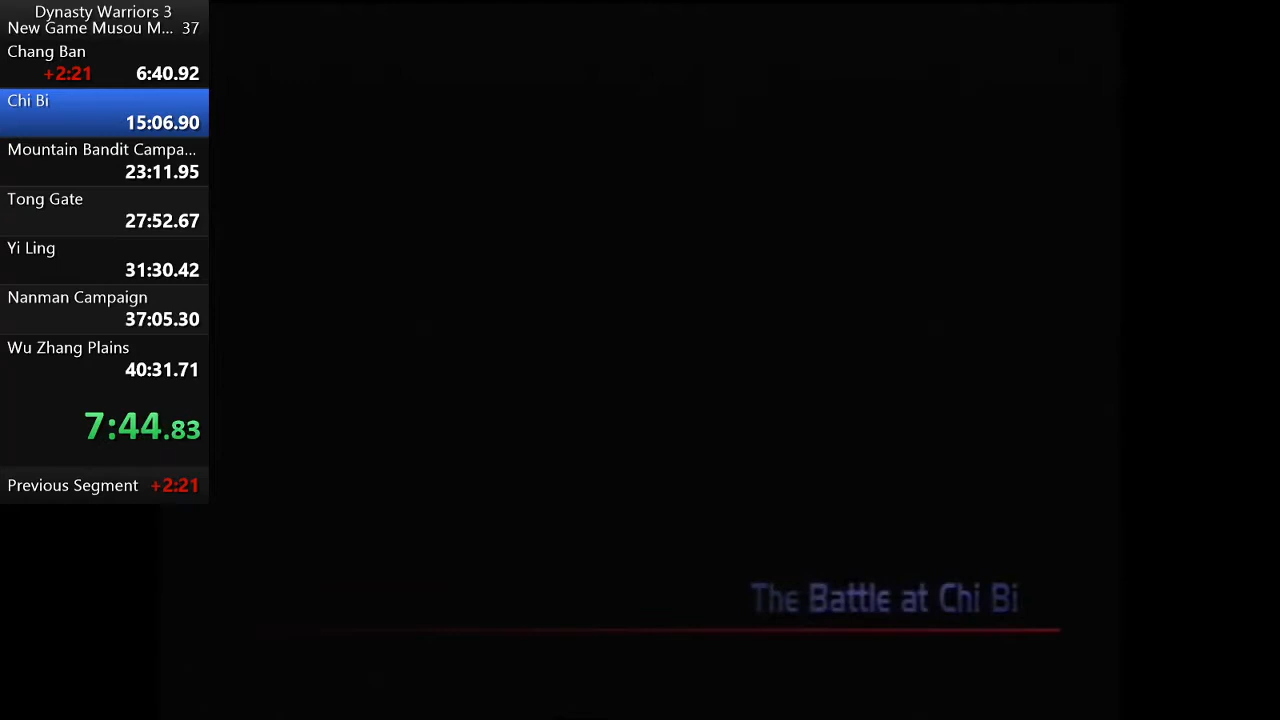 Dynasty Warriors 3
New Game Musou M... 37
Chang Ban
+2:21 6:40.92
Chi Bi
15:06.90
Mountain Bandit Campa...
23:11.95
Tong Gate
27:52.67
Yi Ling
31:30.42
Nanman Campaign
37:05.30
Wu Zhang Plains
40:31.71
7:44.83
Previous Segment +2:21
The Battle at Chi Bi